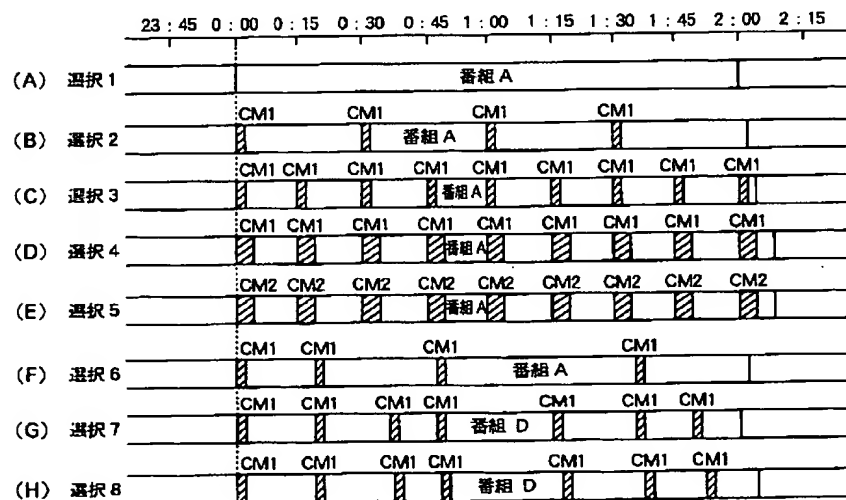 23:45 0:00 0:15 0:30 0:45 1:00 1:15 1:30 1:45 2:00 2:15
(A) 選択1 番組A
CM1 CM1 CM1 CM1
(B) 選択2 番組A
CM1 CM1 CM1 CM1 CM1 CM1 CM1 CM1 CM1
(C) 選択3 番組A
CM1 CM1 CM1 CM1 CM1 CM1 CM1 CM1 CM1
(D) 選択4 番組A
CM2 CM2 CM2 CM2 CM2 CM2 CM2 CM2 CM2
(E) 選択5 番組A
CM1 CM1 CM1 CM1
(F) 選択6 番組A
CM1 CM1 CM1 CM1 CM1 CM1 CM1
(G) 選択7 番組D
CM1 CM1 CM1 CM1 CM1 CM1 CM1
(H) 選択8 番組D